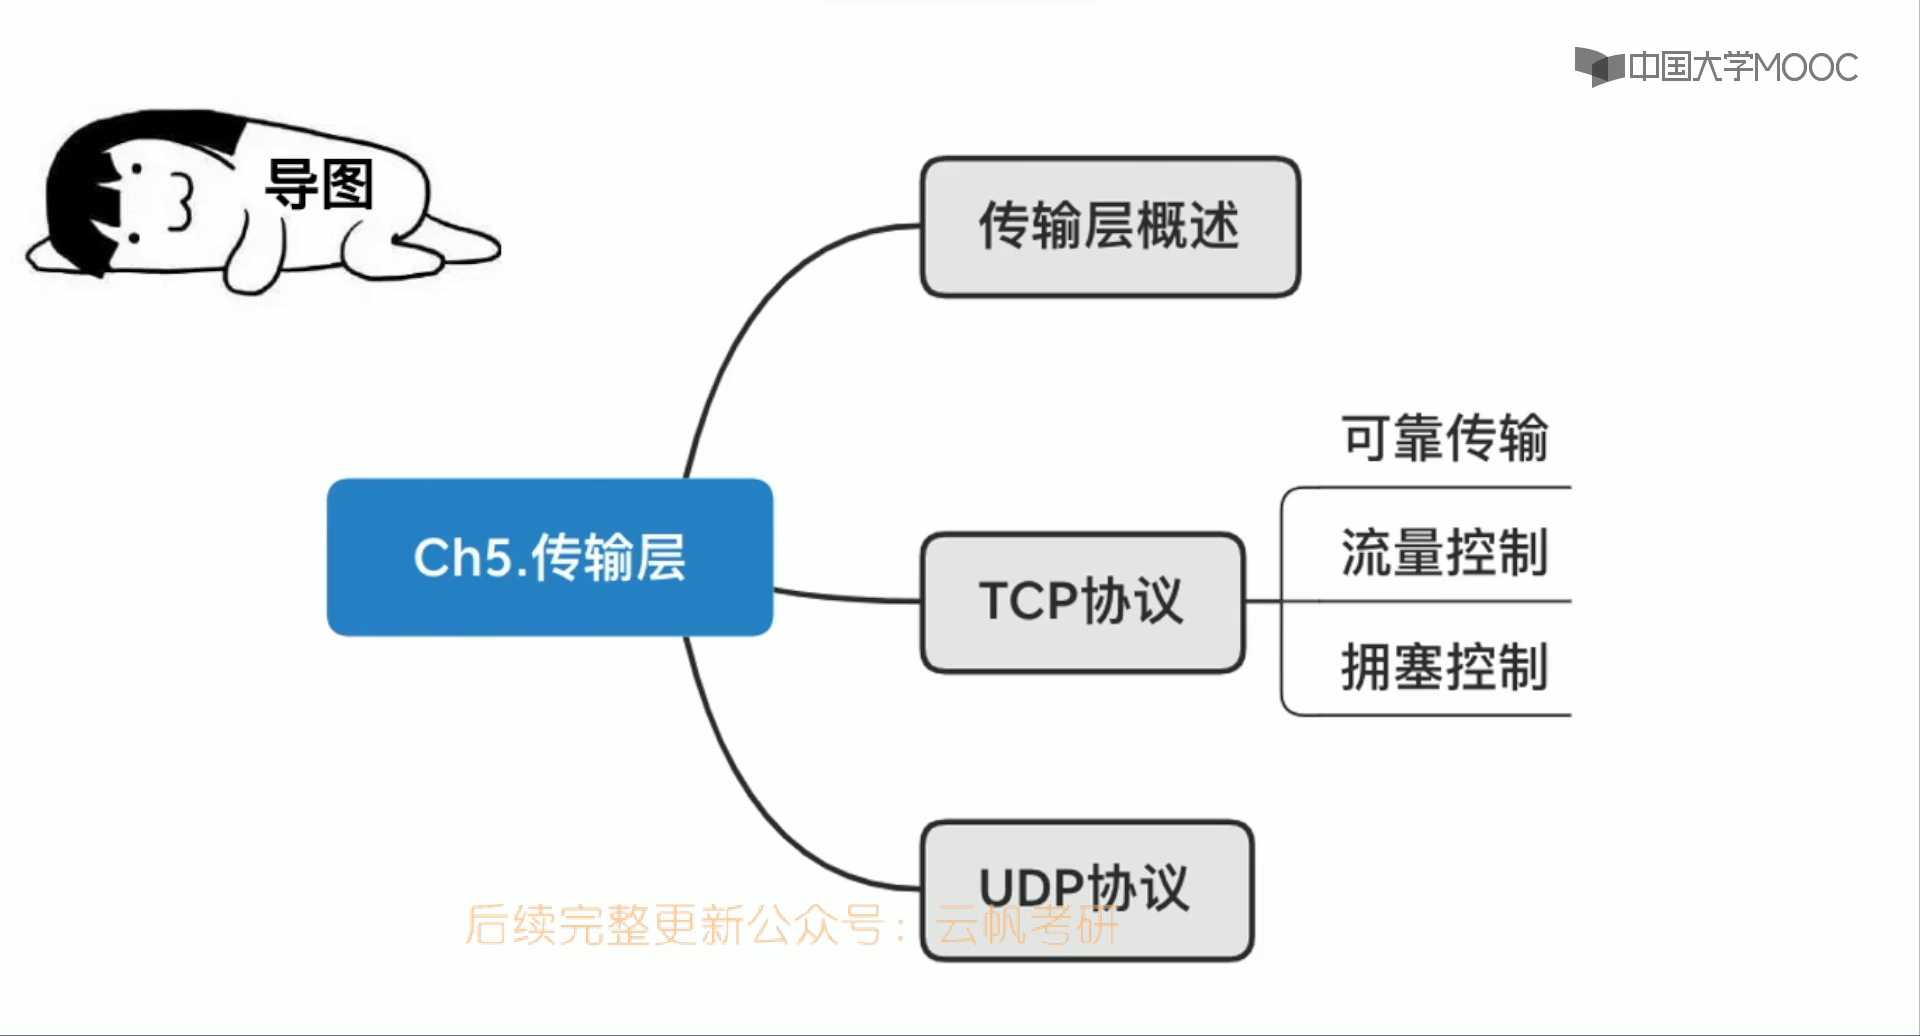 中国大学MOOC
导图
传输层概述
可靠传输
流量控制
Ch5.传输层
TCP协议
拥塞控制
UDP协议
后续完整更新公众号：云帆考研